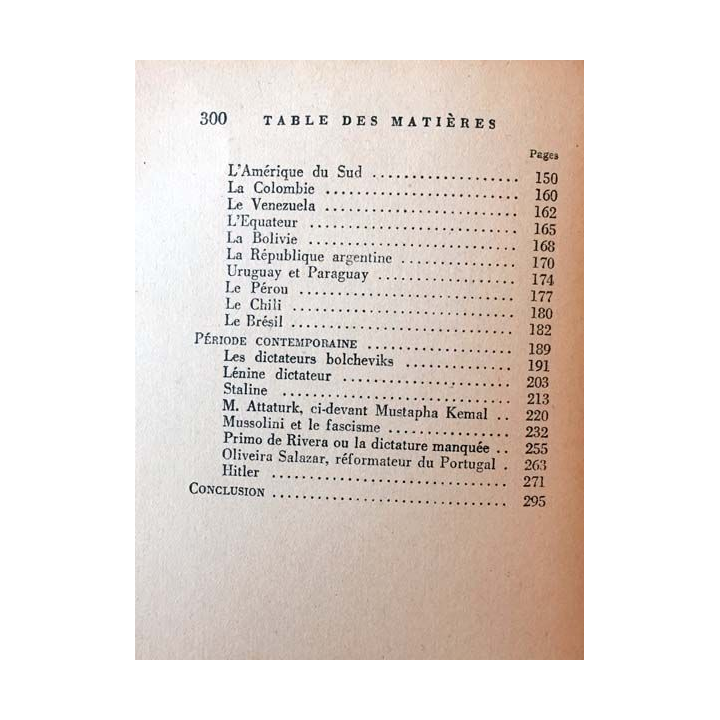 300 TABLE DES MATIÈRES
Pages
L'Amérique du Sud .................. 150
La Colombie ........................ 160
Le Venezuela ....................... 162
L'Equateur ......................... 165
La Bolivie ......................... 168
La République argentine ............ 170
Uruguay et Paraguay ................ 174
Le Pérou ........................... 177
Le Chili ........................... 180
Le Brésil .......................... 182
PÉRIODE CONTEMPORAINE .............. 189
Les dictateurs bolcheviks .......... 191
Lénine dictateur ................... 203
Staline ............................ 213
M. Attaturk, ci-devant Mustapha Kemal .. 220
Mussolini et le fascisme ........... 232
Primo de Rivera ou la dictature manquée .. 255
Oliveira Salazar, réformateur du Portugal . 263
Hitler ............................. 271
CONCLUSION ......................... 295